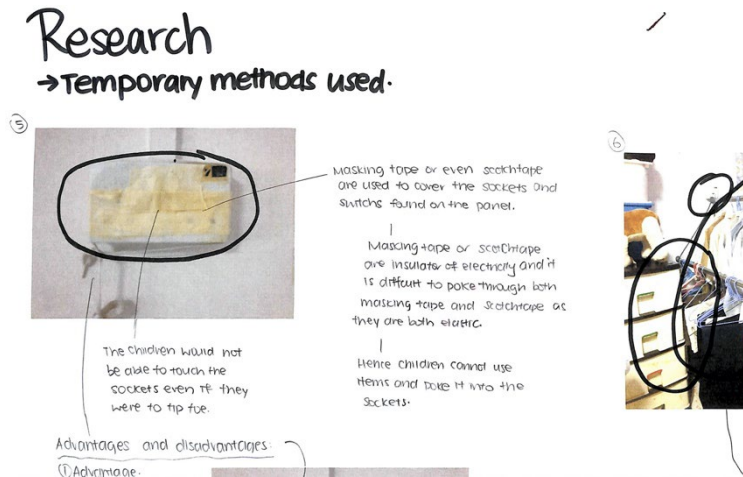 Research
→Temporary methods used.
5
6
Masking tape or even scotchtape
are used to cover the sockets and
switchs found on the panel.
Masking tape or scotchtape
are insulator of electricity and it
is difficult to poke through both
masking tape and scotchtape as
they are both elastic.
Hence children cannot use
items and poke it into the
sockets.
The children would not
be able to touch the
sockets even if they
were to tip toe.
Advantages and disadvantages:
① Advantage.